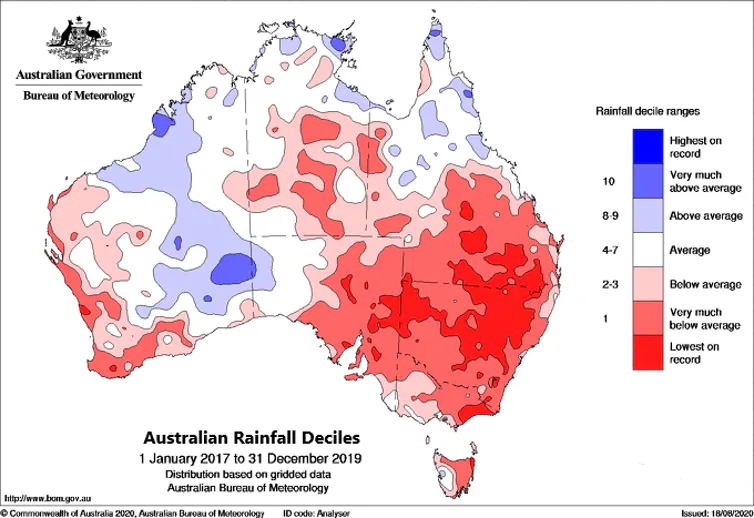 Australian Government
Bureau of Meteorology
Rainfall decile ranges
Highest on
record
10
Very much
above average
8-9
Above average
4-7
Average
2-3
Below average
1
Very much
below average
Lowest on
record
Australian Rainfall Deciles
1 January 2017 to 31 December 2019
Distribution based on gridded data
Australian Bureau of Meteorology
http://www.bom.gov.au
© Commonwealth of Australia 2020, Australian Bureau of Meteorology ID code: Analyser Issued: 18/08/2020